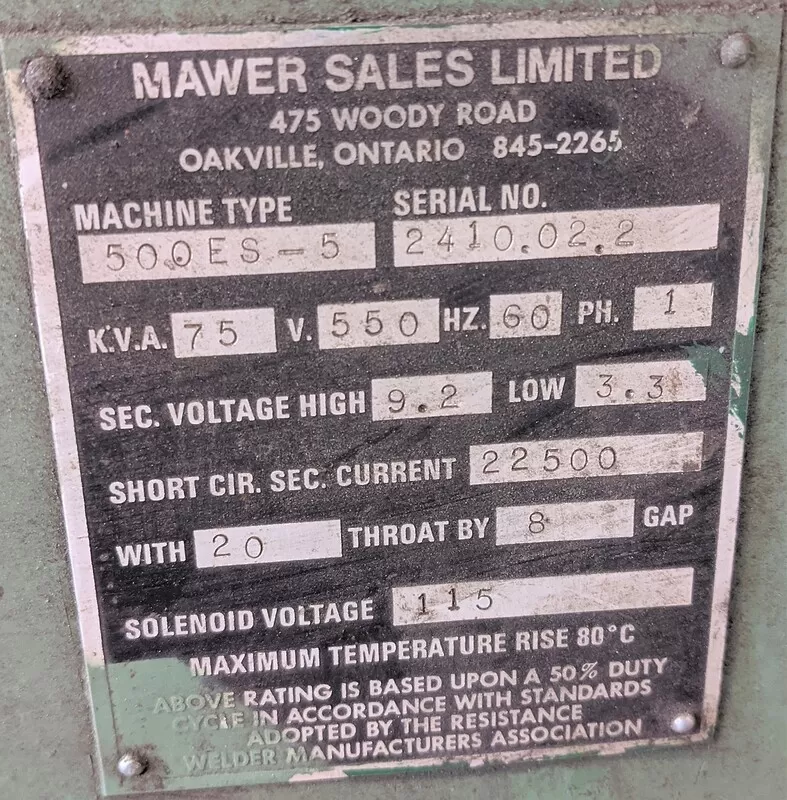 MAWER SALES LIMITED
475 WOODY ROAD
OAKVILLE, ONTARIO 845-2265
MACHINE TYPE SERIAL NO.
500ES-5 2410.02.2
K.V.A. 75 V. 550 HZ. 60 PH. 1
SEC. VOLTAGE HIGH 9.2 LOW 3.3
SHORT CIR. SEC. CURRENT 22500
WITH 20 THROAT BY 8 GAP
SOLENOID VOLTAGE 115
MAXIMUM TEMPERATURE RISE 80°C
ABOVE RATING IS BASED UPON A 50% DUTY
CYCLE IN ACCORDANCE WITH STANDARDS
ADOPTED BY THE RESISTANCE
WELDER MANUFACTURERS ASSOCIATION